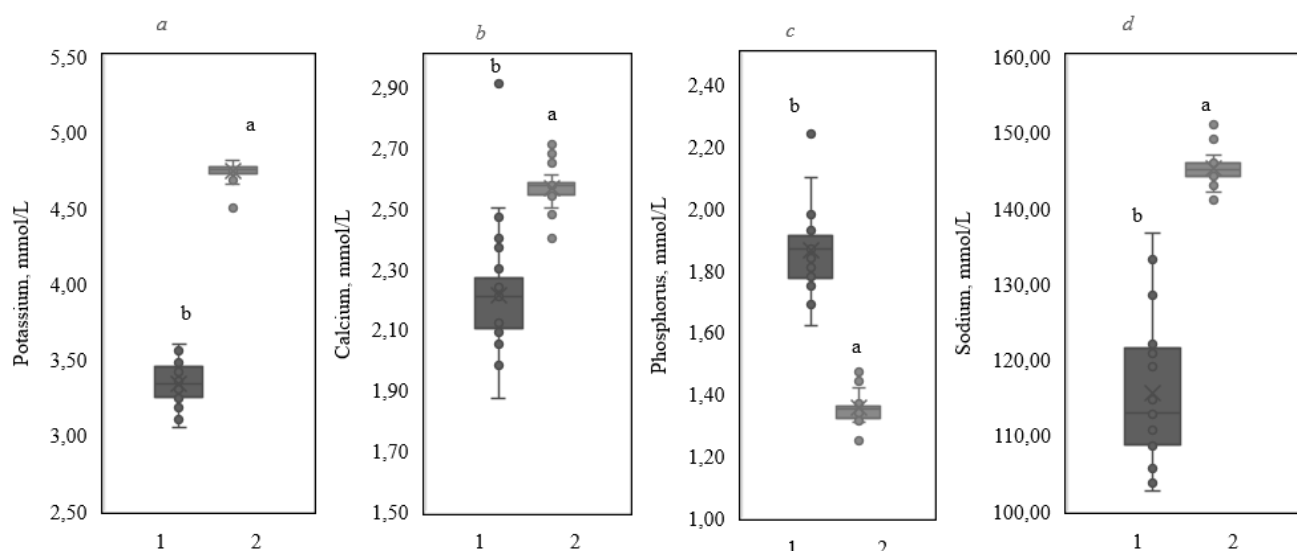 a
5,50
5,00
4,50
4,00
3,50
3,00
2,50
Potassium, mmol/L
a
b
1 2
b
2,90
2,70
2,50
2,30
2,10
1,90
1,70
1,50
Calcium, mmol/L
b
a
1 2
c
2,40
2,20
2,00
1,80
1,60
1,40
1,20
1,00
Phosphorus, mmol/L
b
a
1 2
d
160,00
150,00
140,00
130,00
120,00
110,00
100,00
Sodium, mmol/L
a
b
1 2